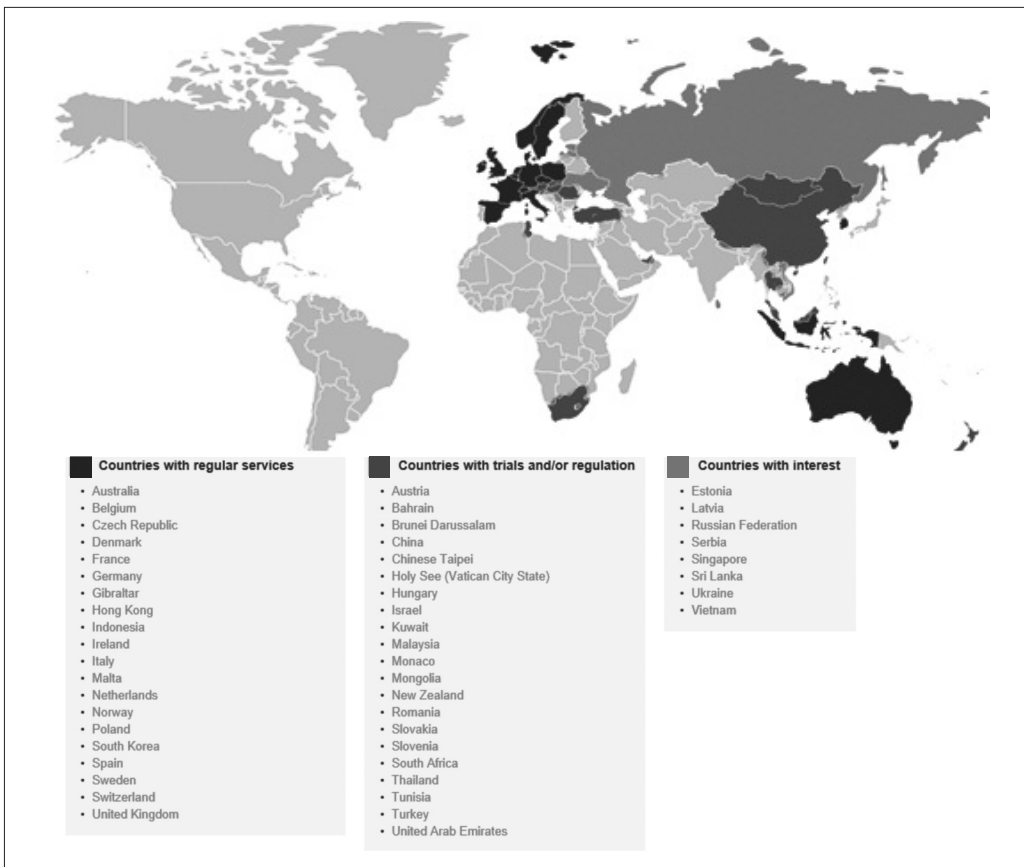 Countries with regular services
• Australia
• Belgium
• Czech Republic
• Denmark
• France
• Germany
• Gibraltar
• Hong Kong
• Indonesia
• Ireland
• Italy
• Malta
• Netherlands
• Norway
• Poland
• South Korea
• Spain
• Sweden
• Switzerland
• United Kingdom
Countries with trials and/or regulation
• Austria
• Bahrain
• Brunei Darussalam
• China
• Chinese Taipei
• Holy See (Vatican City State)
• Hungary
• Israel
• Kuwait
• Malaysia
• Monaco
• Mongolia
• New Zealand
• Romania
• Slovakia
• Slovenia
• South Africa
• Thailand
• Tunisia
• Turkey
• United Arab Emirates
Countries with interest
• Estonia
• Latvia
• Russian Federation
• Serbia
• Singapore
• Sri Lanka
• Ukraine
• Vietnam